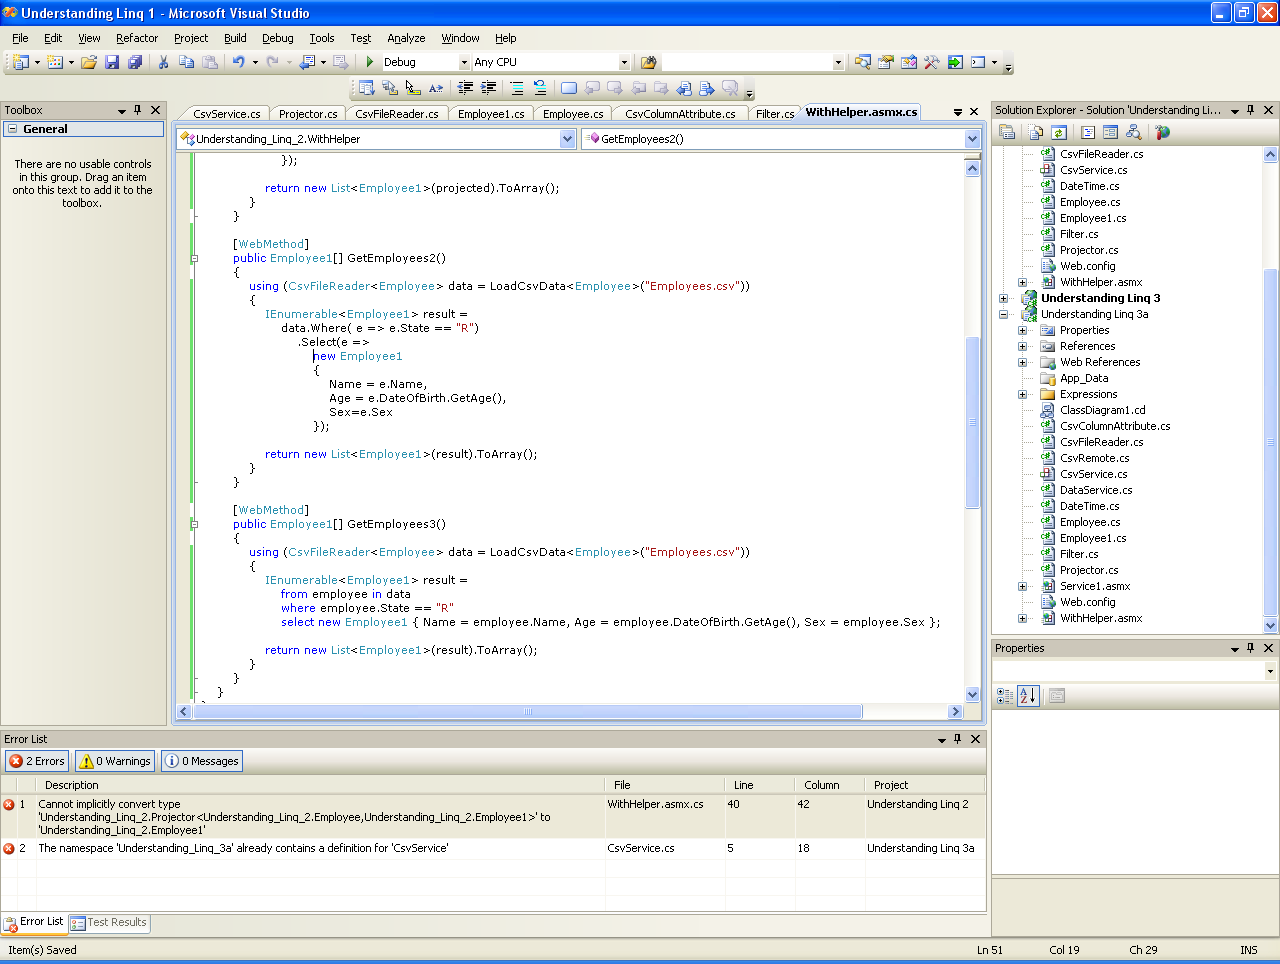 Understanding Linq 1 - Microsoft Visual Studio
File Edit View Refactor Project Build Debug Tools Test Analyze Window Help
Debug Any CPU
Toolbox
General
There are no usable controls
in this group. Drag an item
onto this text to add it to the
toolbox.
CsvService.cs Projector.cs CsvFileReader.cs Employee1.cs Employee.cs CsvColumnAttribute.cs Filter.cs WithHelper.asmx.cs
Understanding_Linq_2.WithHelper GetEmployees2()
});
return new List<Employee1>(projected).ToArray();
}
}
[WebMethod]
public Employee1[] GetEmployees2()
{
using (CsvFileReader<Employee> data = LoadCsvData<Employee>("Employees.csv"))
{
IEnumerable<Employee1> result =
data.Where( e => e.State == "R")
.Select(e =>
new Employee1
{
Name = e.Name,
Age = e.DateOfBirth.GetAge(),
Sex=e.Sex
});
return new List<Employee1>(result).ToArray();
}
}
[WebMethod]
public Employee1[] GetEmployees3()
{
using (CsvFileReader<Employee> data = LoadCsvData<Employee>("Employees.csv"))
{
IEnumerable<Employee1> result =
from employee in data
where employee.State == "R"
select new Employee1 { Name = employee.Name, Age = employee.DateOfBirth.GetAge(), Sex = employee.Sex };
return new List<Employee1>(result).ToArray();
}
}
}
Solution Explorer - Solution 'Understanding Li...
CsvFileReader.cs
CsvService.cs
DateTime.cs
Employee.cs
Employee1.cs
Filter.cs
Projector.cs
Web.config
WithHelper.asmx
Understanding Linq 3
Understanding Linq 3a
Properties
References
Web References
App_Data
Expressions
ClassDiagram1.cd
CsvColumnAttribute.cs
CsvFileReader.cs
CsvRemote.cs
CsvService.cs
DataService.cs
DateTime.cs
Employee.cs
Employee1.cs
Filter.cs
Projector.cs
Service1.asmx
Web.config
WithHelper.asmx
Properties
Error List
2 Errors 0 Warnings 0 Messages
Description File Line Column Project
1 Cannot implicitly convert type WithHelper.asmx.cs 40 42 Understanding Linq 2
'Understanding_Linq_2.Projector<Understanding_Linq_2.Employee,Understanding_Linq_2.Employee1>' to
'Understanding_Linq_2.Employee1'
2 The namespace 'Understanding_Linq_3a' already contains a definition for 'CsvService' CsvService.cs 5 18 Understanding Linq 3a
Error List Test Results
Item(s) Saved Ln 51 Col 19 Ch 29 INS